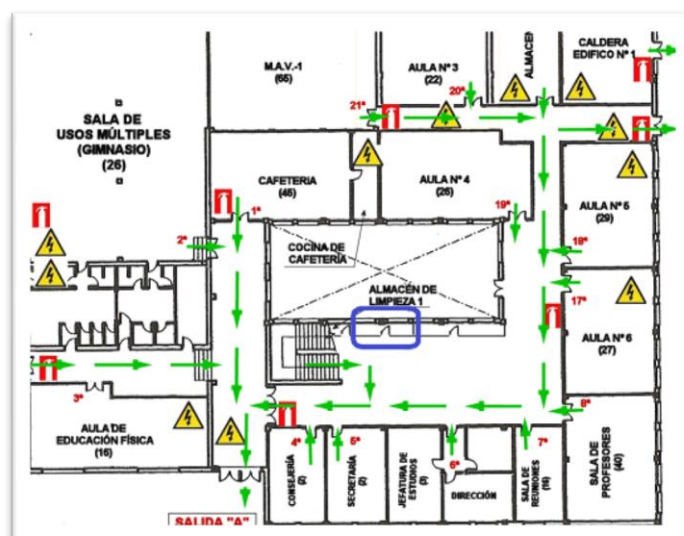 M.A.V.-1
(65)
AULA Nº 3
(22)
ALMACEN
CALDERA
EDIFICO Nº 1
SALA DE
USOS MÚLTIPLES
(GIMNASIO)
(26)
21ª
20ª
CAFETERIA
(45)
AULA Nº 4
(26)
AULA Nº 5
(29)
1ª
19ª
2ª
COCINA DE
CAFETERÍA
18ª
ALMACÉN DE
LIMPIEZA 1
17ª
AULA Nº 6
(27)
3ª
8ª
AULA DE
EDUCACIÓN FÍSICA
(16)
4ª
5ª
6ª
7ª
CONSEJERÍA
(2)
SECRETARÍA
(2)
JEFATURA DE
ESTUDIOS
(3)
DIRECCIÓN
SALA DE
REUNIONES
(16)
SALA DE
PROFESORES
(40)
SALIDA "A"